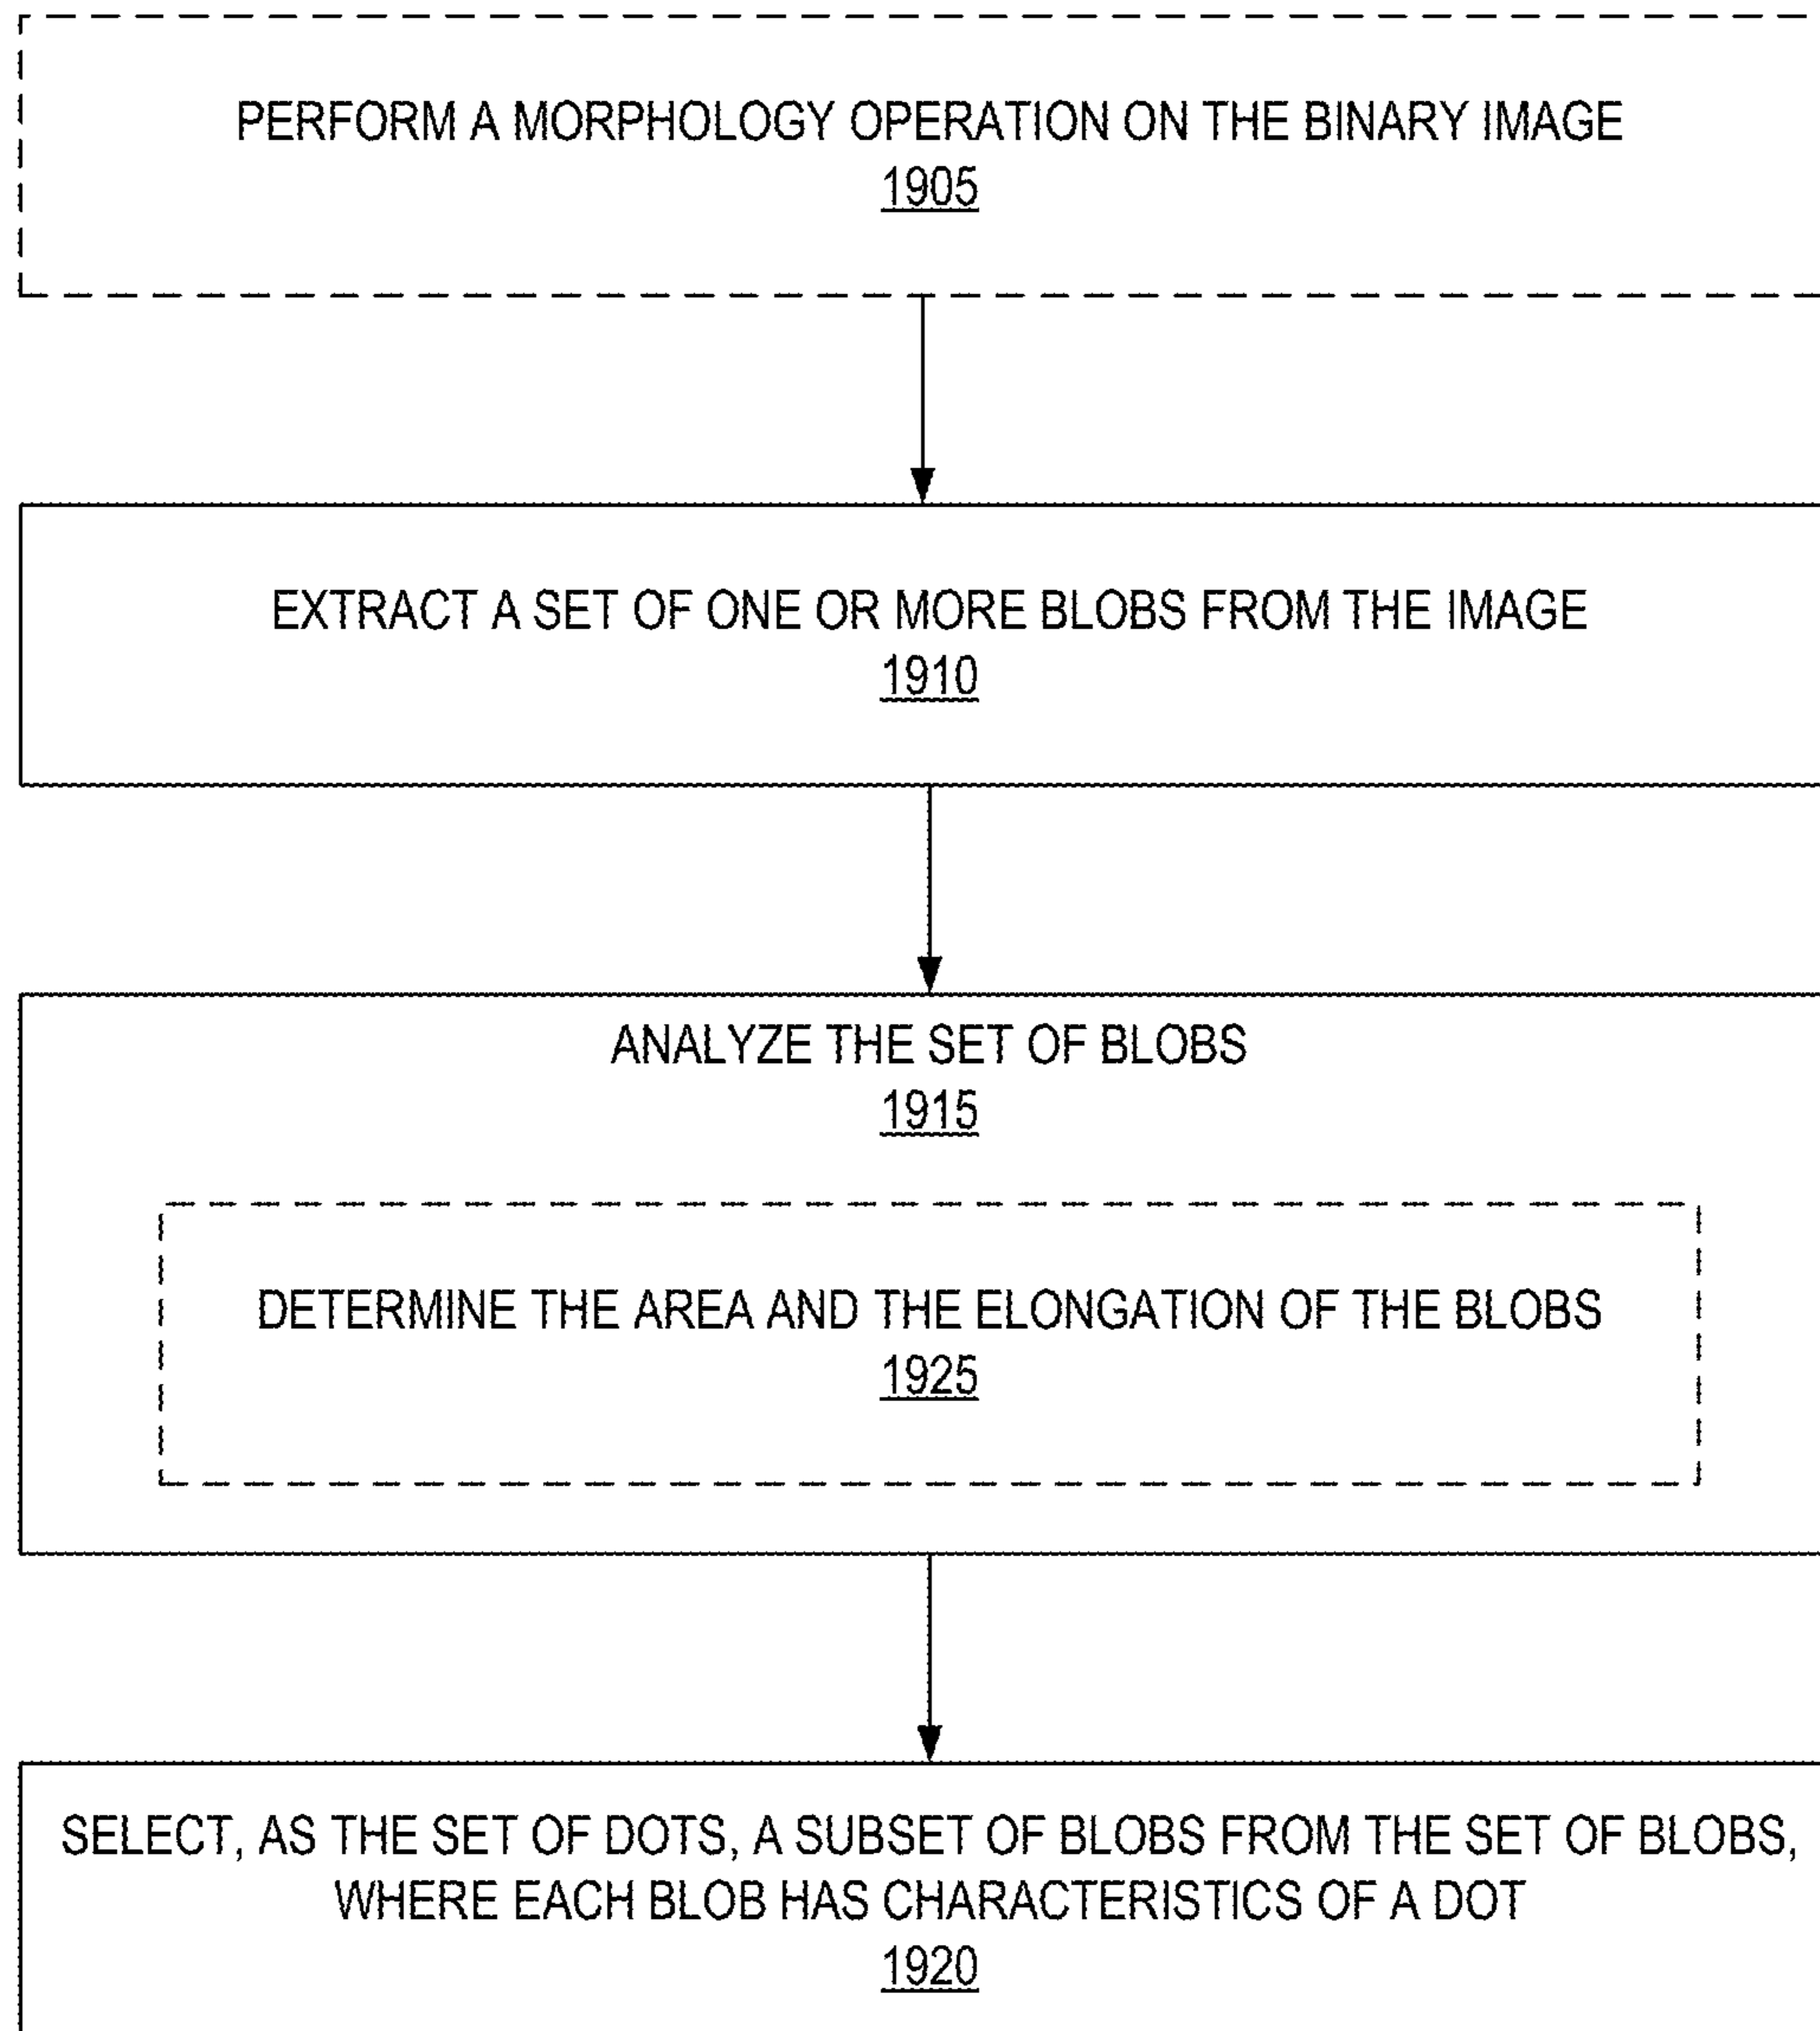 PERFORM A MORPHOLOGY OPERATION ON THE BINARY IMAGE
1905
EXTRACT A SET OF ONE OR MORE BLOBS FROM THE IMAGE
1910
ANALYZE THE SET OF BLOBS
1915
DETERMINE THE AREA AND THE ELONGATION OF THE BLOBS
1925
SELECT, AS THE SET OF DOTS, A SUBSET OF BLOBS FROM THE SET OF BLOBS,
WHERE EACH BLOB HAS CHARACTERISTICS OF A DOT
1920